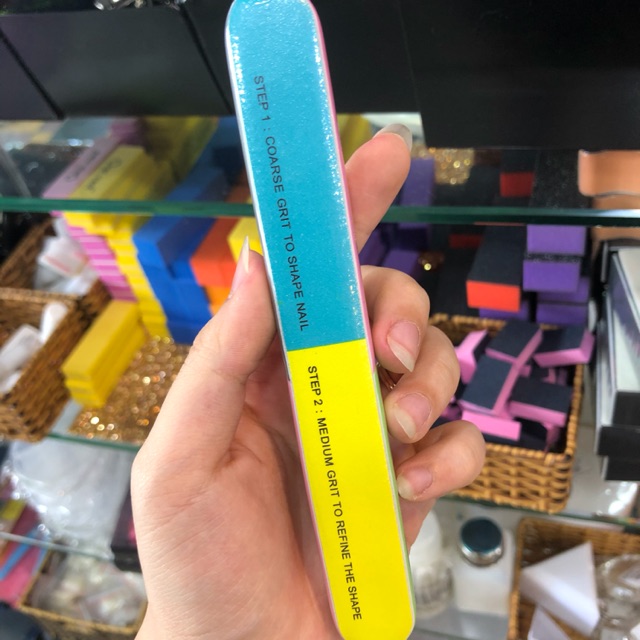 STEP 1 : COARSE GRIT TO SHAPE NAIL
STEP 2 : MEDIUM GRIT TO REFINE THE SHAPE